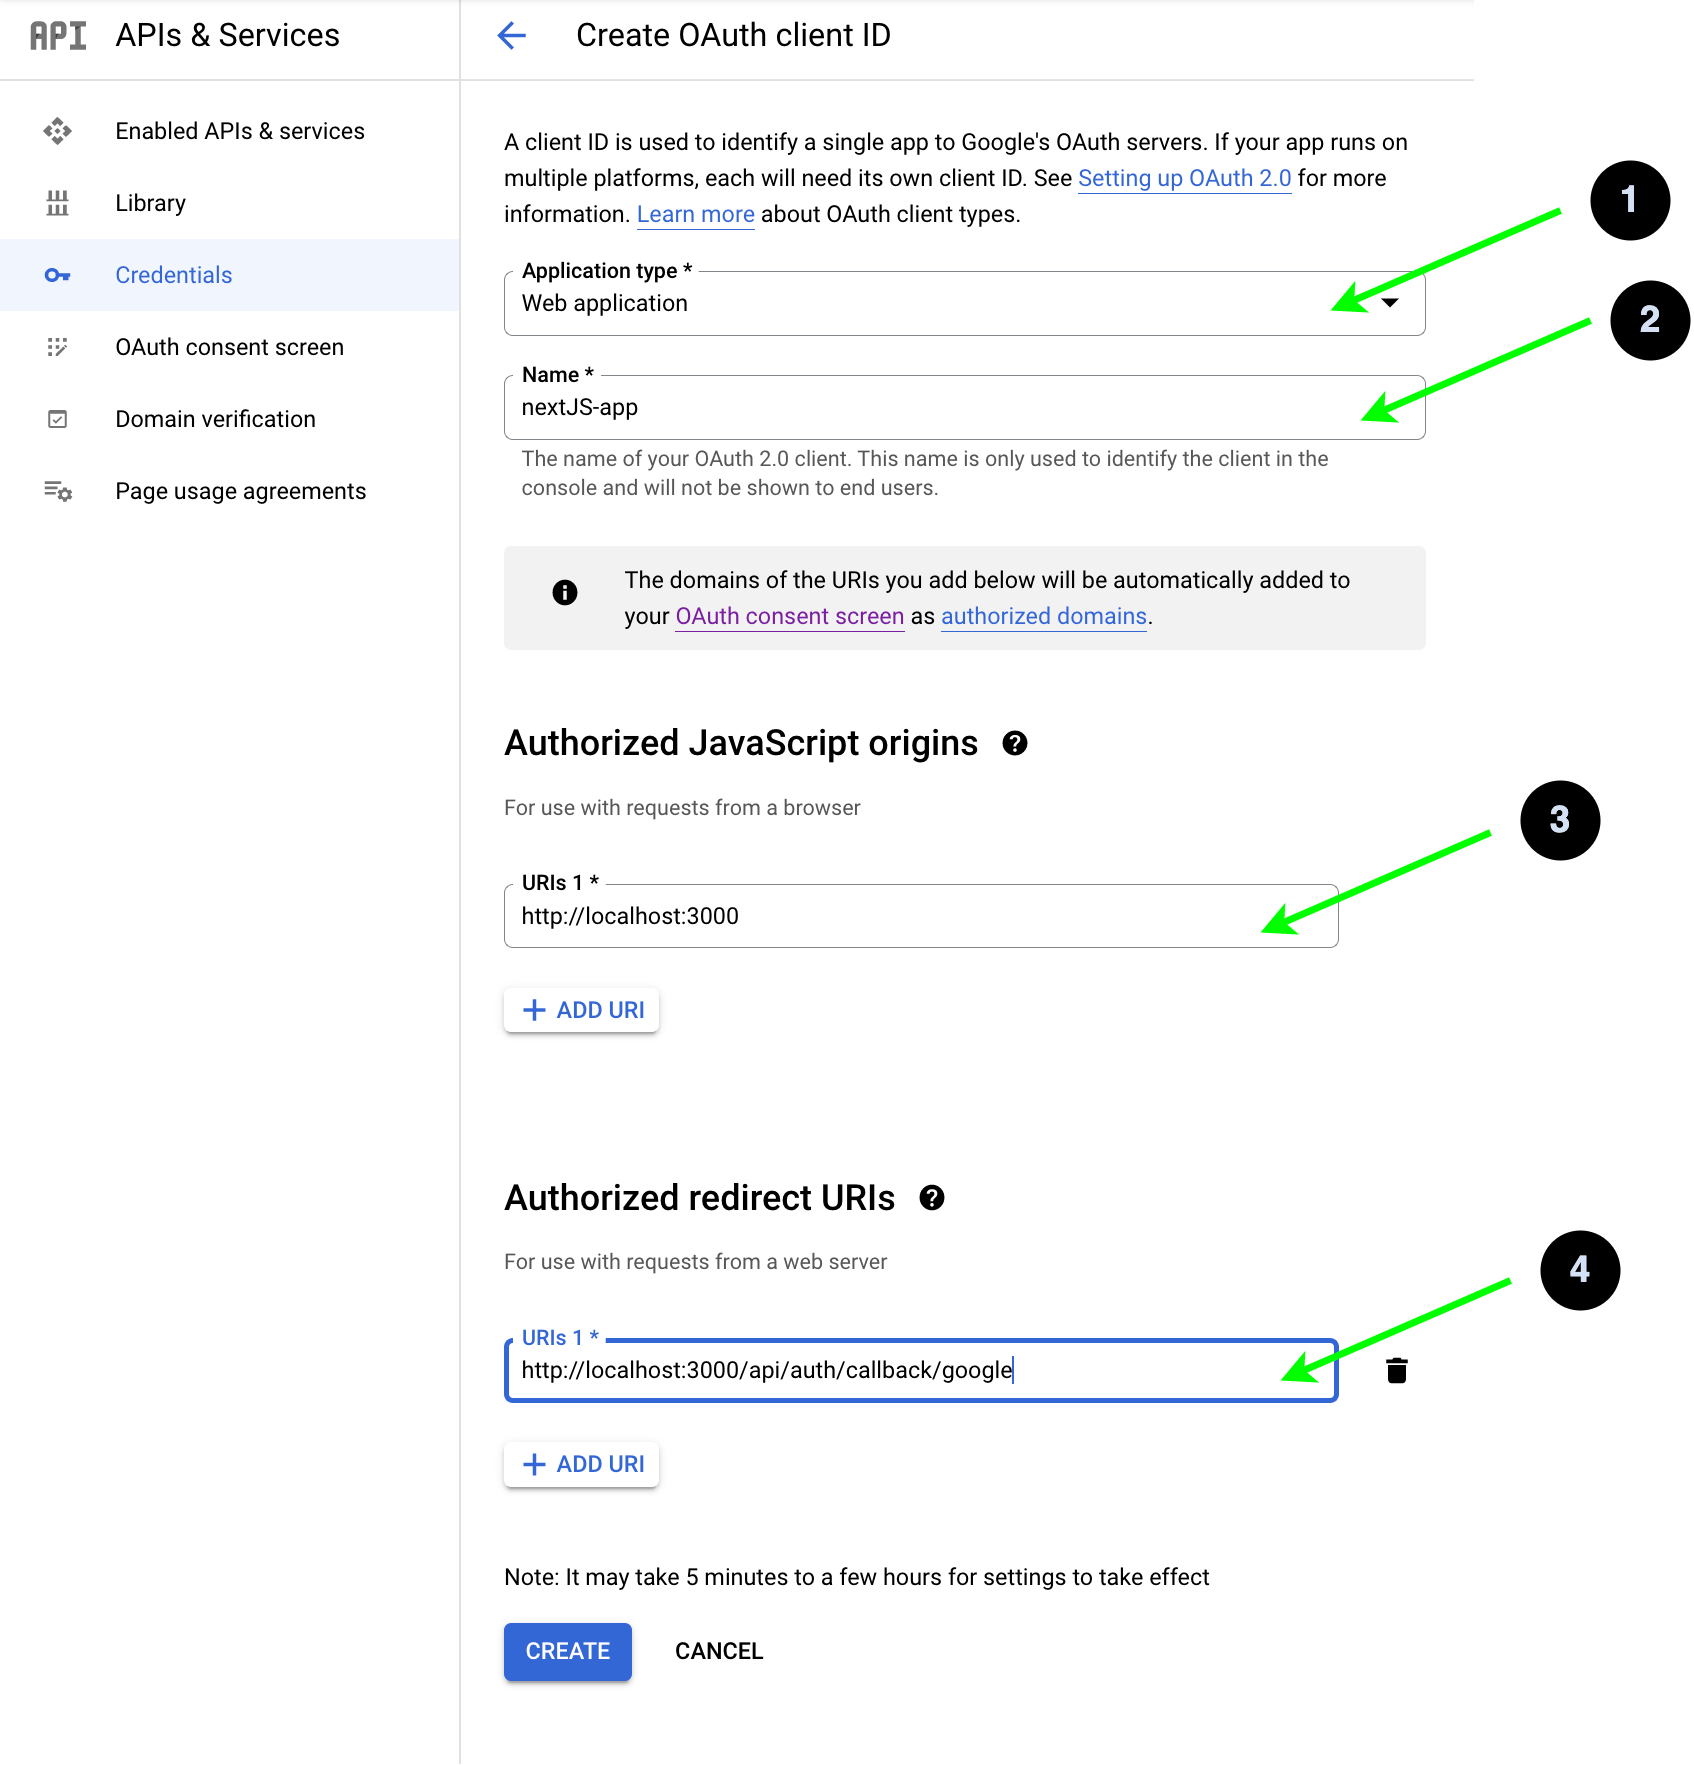 API APIs & Services
Enabled APIs & services
Library
Credentials
OAuth consent screen
Domain verification
Page usage agreements
Create OAuth client ID
A client ID is used to identify a single app to Google's OAuth servers. If your app runs on
multiple platforms, each will need its own client ID. See Setting up OAuth 2.0 for more
information. Learn more about OAuth client types.
1
Application type *
Web application
2
Name *
nextJS-app
The name of your OAuth 2.0 client. This name is only used to identify the client in the
console and will not be shown to end users.
The domains of the URIs you add below will be automatically added to
your OAuth consent screen as authorized domains.
Authorized JavaScript origins
For use with requests from a browser
3
URIs 1 *
http://localhost:3000
ADD URI
Authorized redirect URIs
For use with requests from a web server
4
URIs 1 *
http://localhost:3000/api/auth/callback/google
ADD URI
Note: It may take 5 minutes to a few hours for settings to take effect
CREATE CANCEL